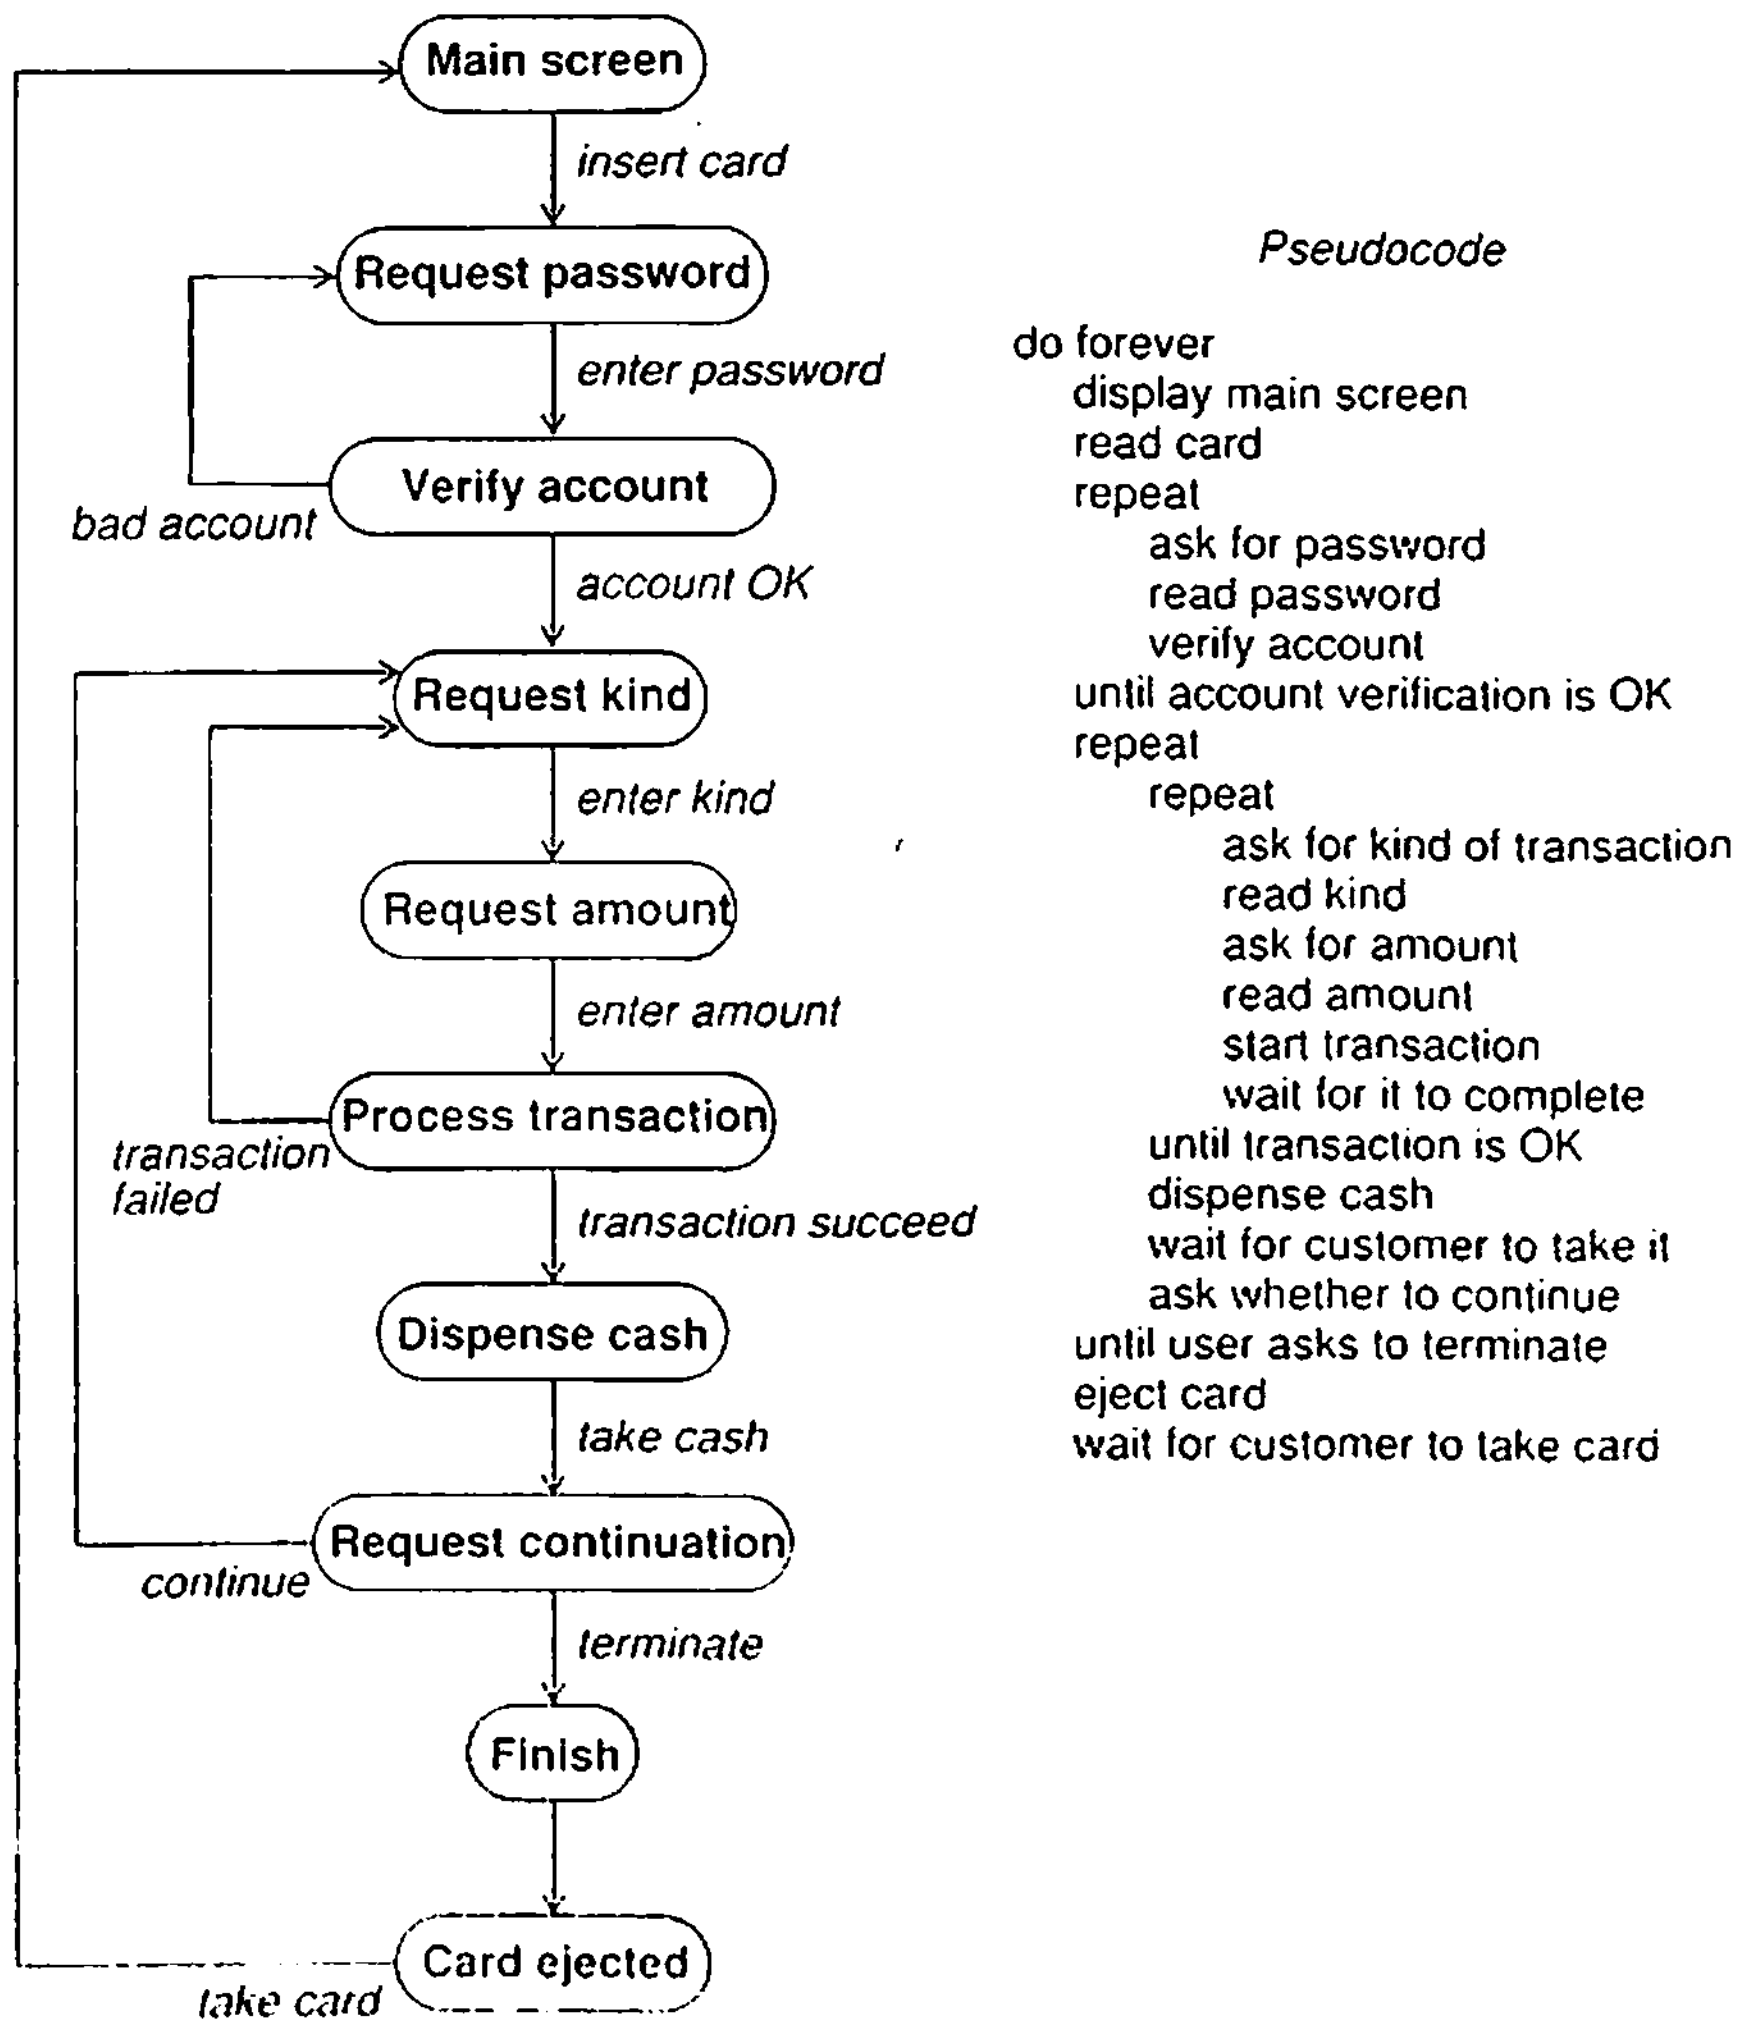 Main screen
insert card
Request password
enter password
Verify account
bad account
account OK
Request kind
enter kind
Request amount
enter amount
Process transaction
transaction
failed
transaction succeed
Dispense cash
take cash
Request continuation
continue
terminate
Finish
Card ejected
take card
Pseudocode
do forever
display main screen
read card
repeat
ask for password
read password
verify account
until account verification is OK
repeat
repeat
ask for kind of transaction
read kind
ask for amount
read amount
start transaction
wait for it to complete
until transaction is OK
dispense cash
wait for customer to take it
ask whether to continue
until user asks to terminate
eject card
wait for customer to take card